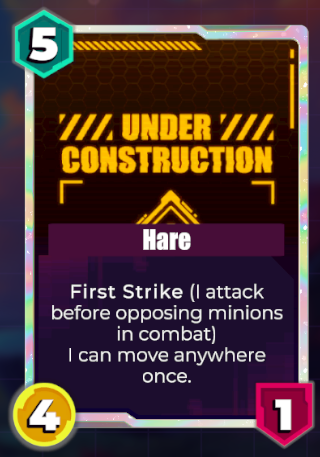 5
/// UNDER ///
CONSTRUCTION
Hare
First Strike (I attack
before opposing minions
in combat)
I can move anywhere
once.
4
1